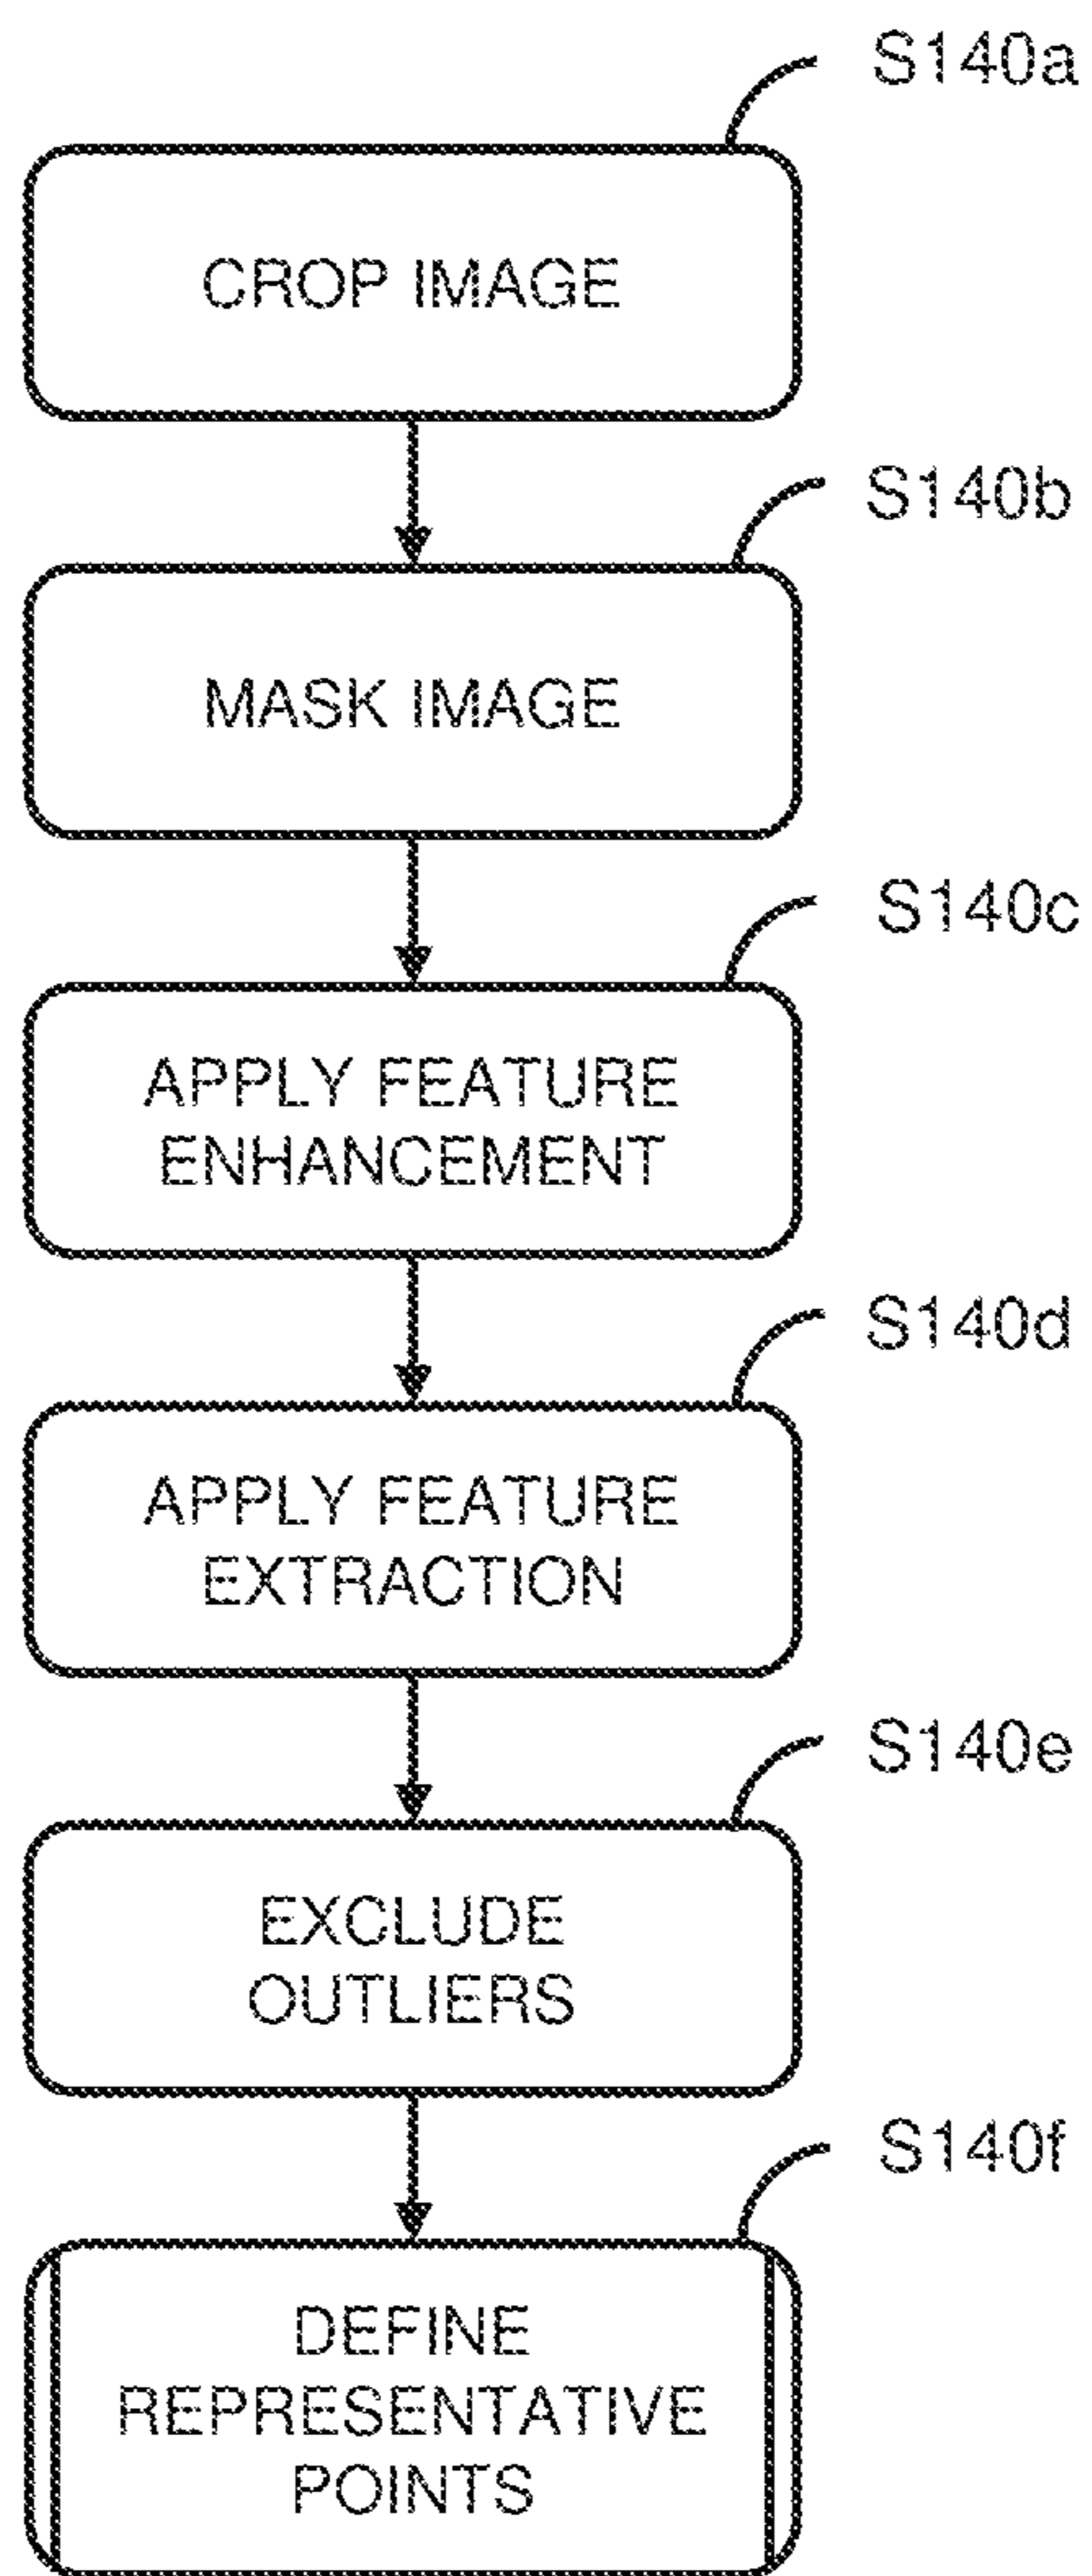 S140a
CROP IMAGE
S140b
MASK IMAGE
S140c
APPLY FEATURE
ENHANCEMENT
S140d
APPLY FEATURE
EXTRACTION
S140e
EXCLUDE
OUTLIERS
S140f
DEFINE
REPRESENTATIVE
POINTS